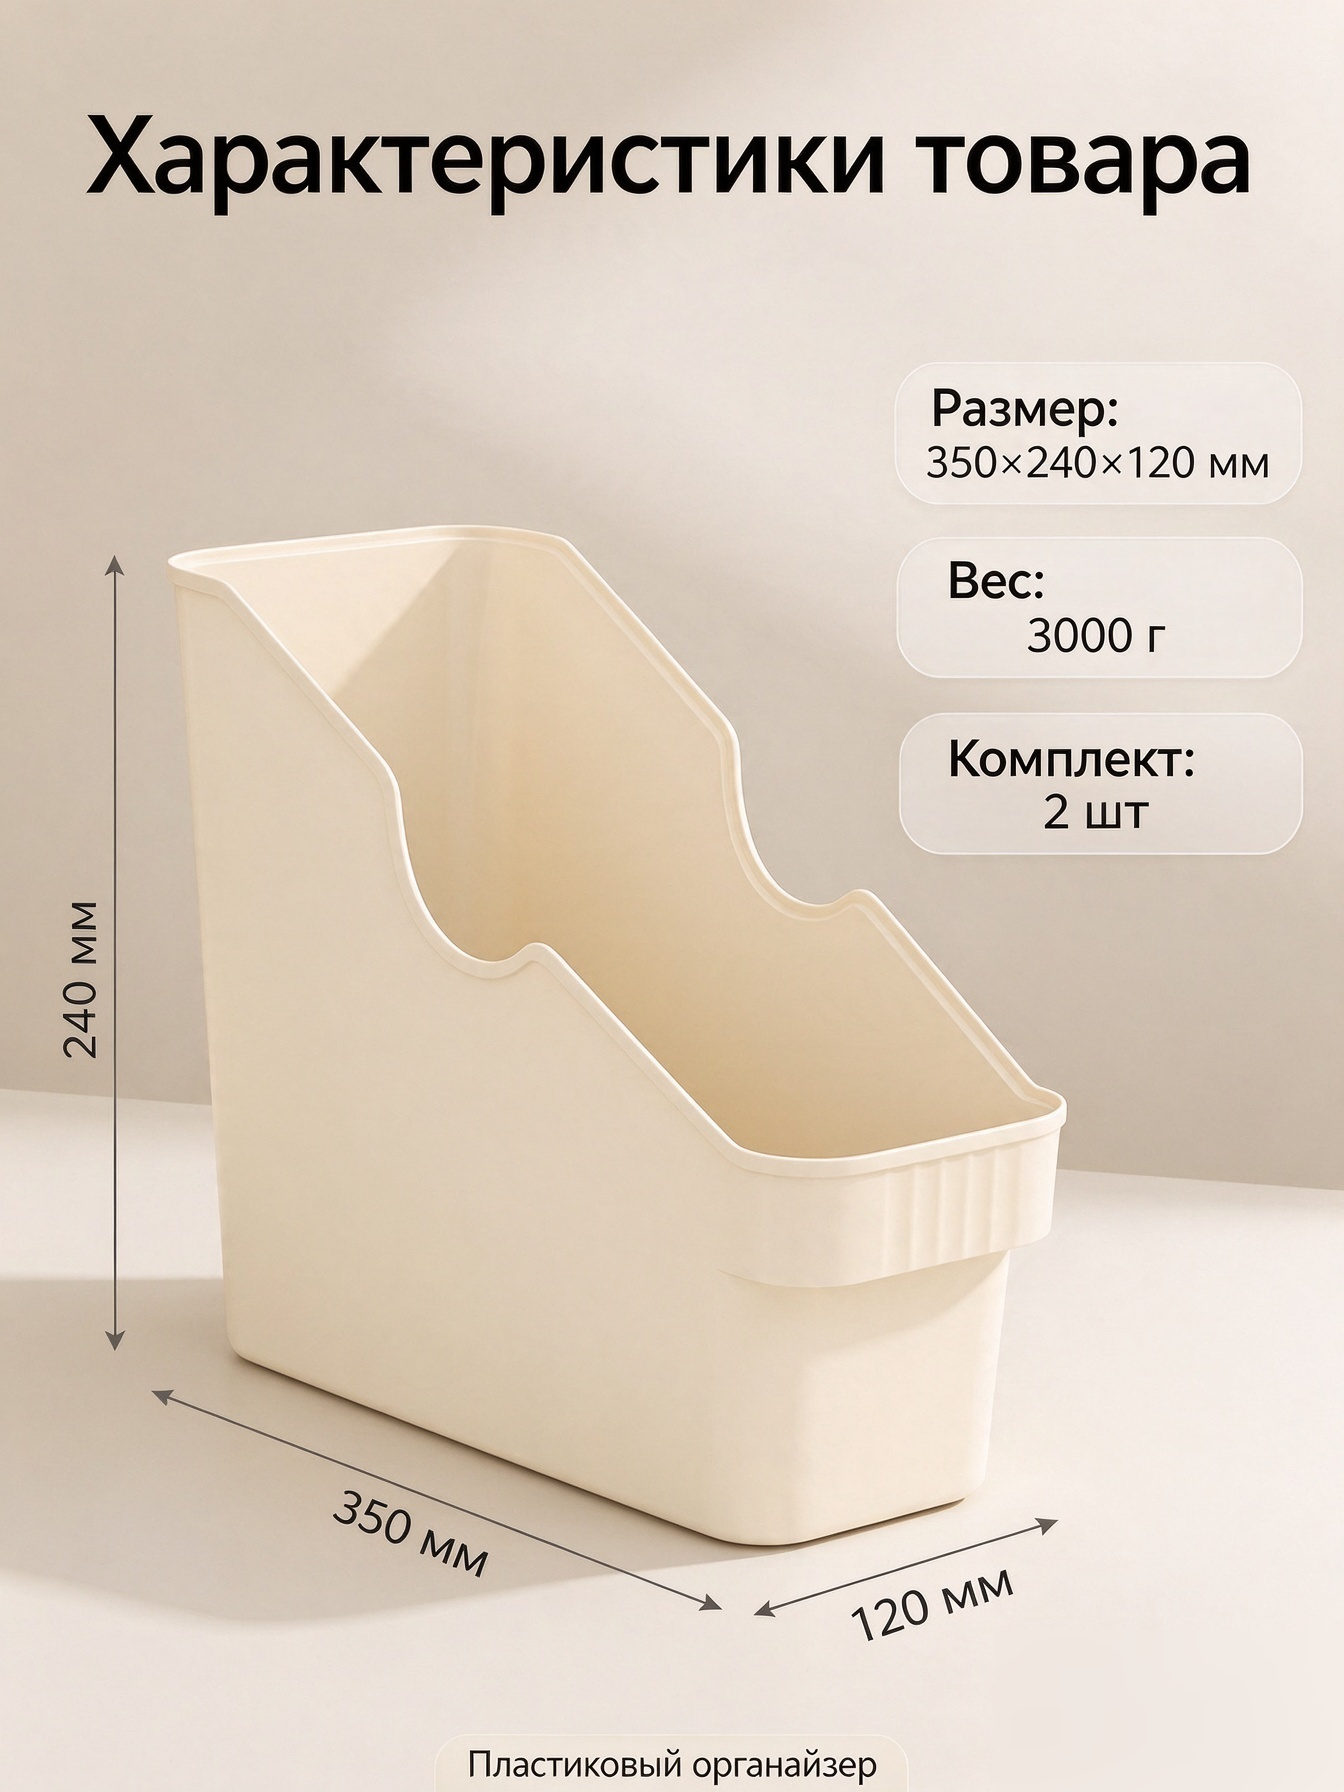 Характеристики товара
Размер:
350×240×120 мм
Вес:
3000 г
Комплект:
2 шт
240 мм
350 мм
120 мм
Пластиковый органайзер